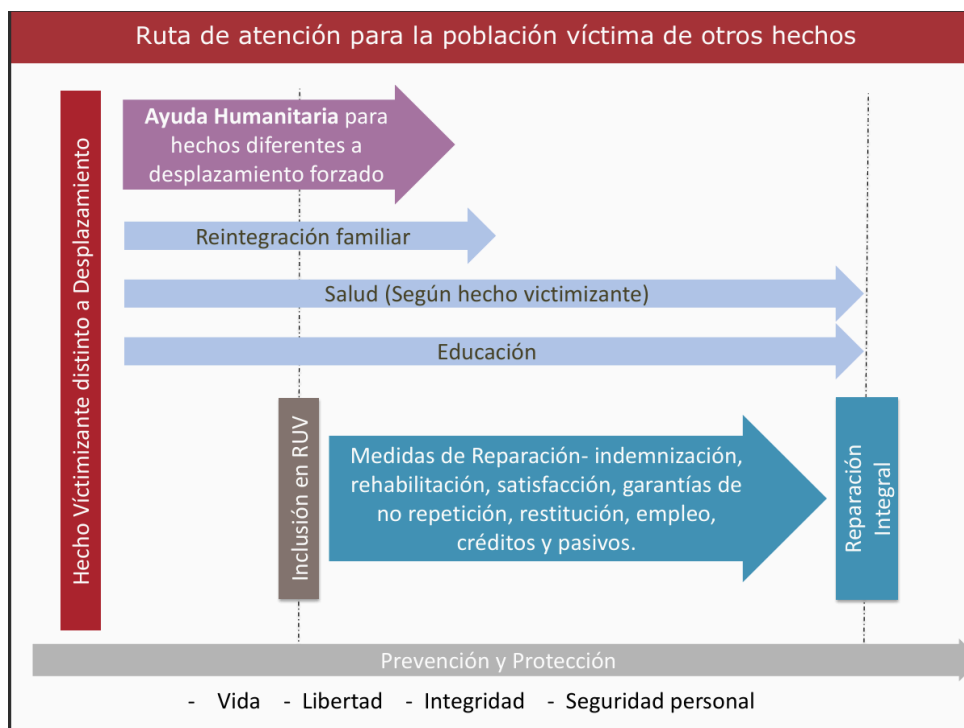 Ruta de atención para la población víctima de otros hechos
Hecho Víctimizante distinto a Desplazamiento
Ayuda Humanitaria para
hechos diferentes a
desplazamiento forzado
Reintegración familiar
Salud (Según hecho victimizante)
Educación
Inclusión en RUV
Medidas de Reparación- indemnización,
rehabilitación, satisfacción, garantías de
no repetición, restitución, empleo,
créditos y pasivos.
Reparación
Integral
Prevención y Protección
- Vida - Libertad - Integridad - Seguridad personal